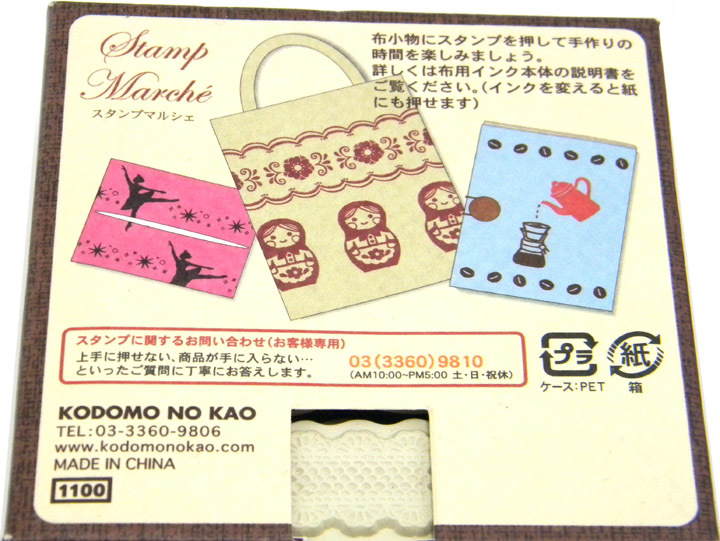 Stamp
Marché
スタンプマルシェ
布小物にスタンプを押して手作りの
時間を楽しみましょう。
詳しくは布用インク本体の説明書を
ご覧ください。(インクを変えると紙
にも押せます)
スタンプに関するお問い合わせ(お客様専用)
上手に押せない、商品が手に入らない…
といったご質問に丁寧にお答えします。
03(3360)9810
(AM10:00~PM5:00 土・日・祝休)
プラ
ケース:PET
紙
箱
KODOMO NO KAO
TEL:03-3360-9806
www.kodomonokao.com
MADE IN CHINA
1100